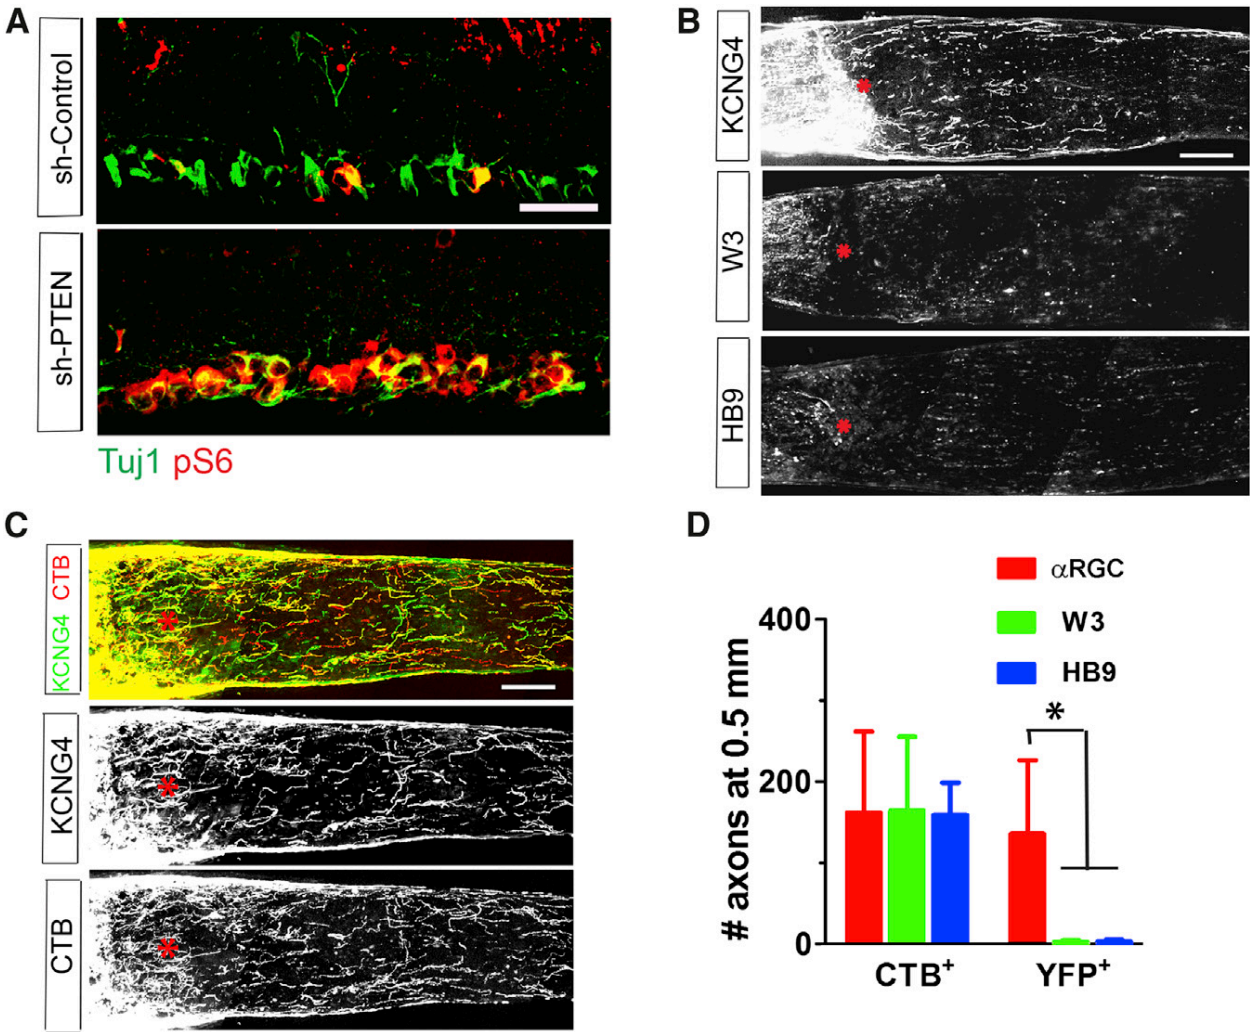 A
sh-Control
sh-PTEN
Tuj1 pS6
B
KCNG4
W3
HB9
C
KCNG4 CTB
KCNG4
CTB
D
αRGC
W3
HB9
# axons at 0.5 mm
400
200
0
*
CTB⁺
YFP⁺